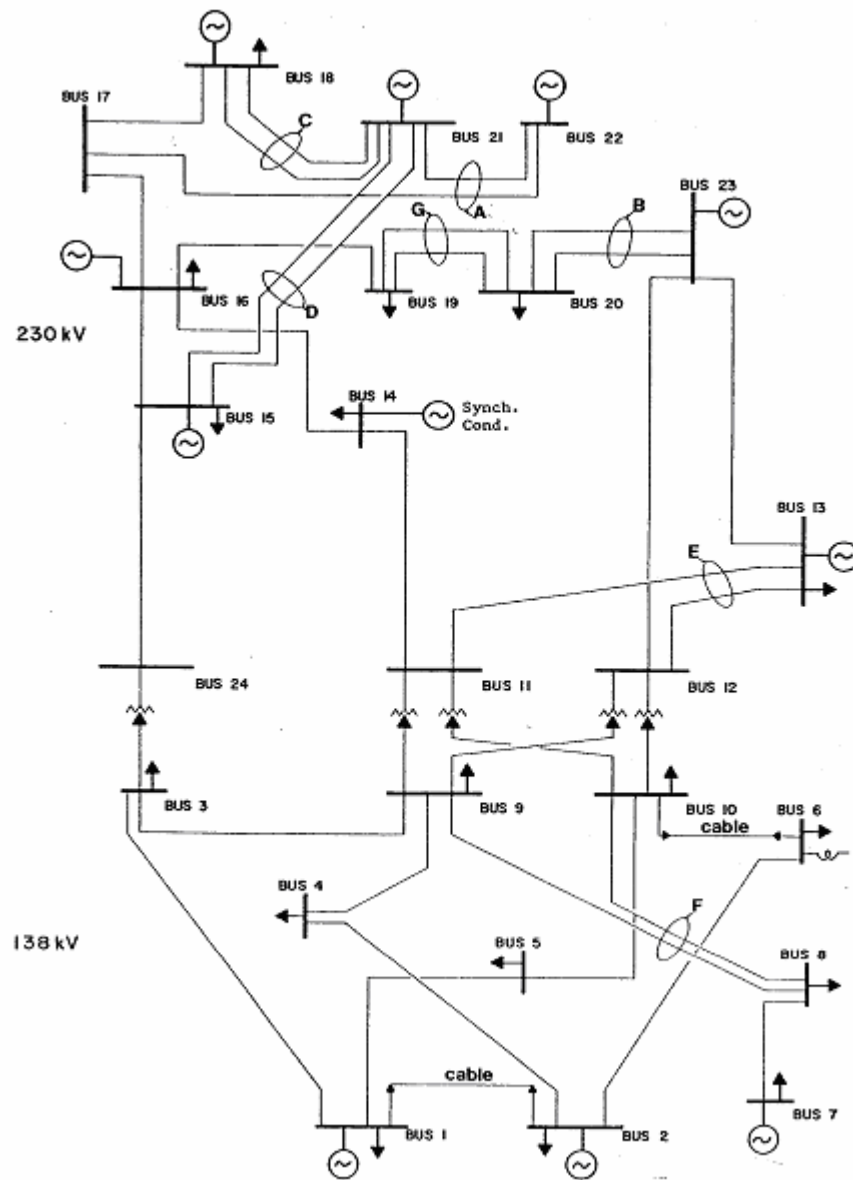 BUS 18
BUS 17
C
BUS 21
BUS 22
BUS 23
A
G
B
BUS 16
D
BUS 19
BUS 20
230 kV
BUS 14
Synch.
Cond.
BUS 15
BUS 13
E
BUS 24
BUS 11
BUS 12
BUS 3
BUS 9
BUS 10
BUS 6
cable
BUS 4
F
138 kV
BUS 5
BUS 8
cable
BUS 1
BUS 2
BUS 7